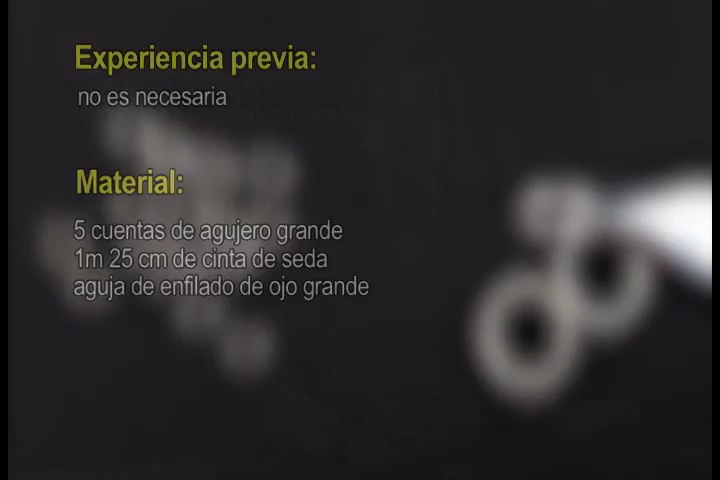 Experiencia previa:
no es necesaria
Material:
5 cuentas de agujero grande
1m 25 cm de cinta de seda
aguja de enfilado de ojo grande